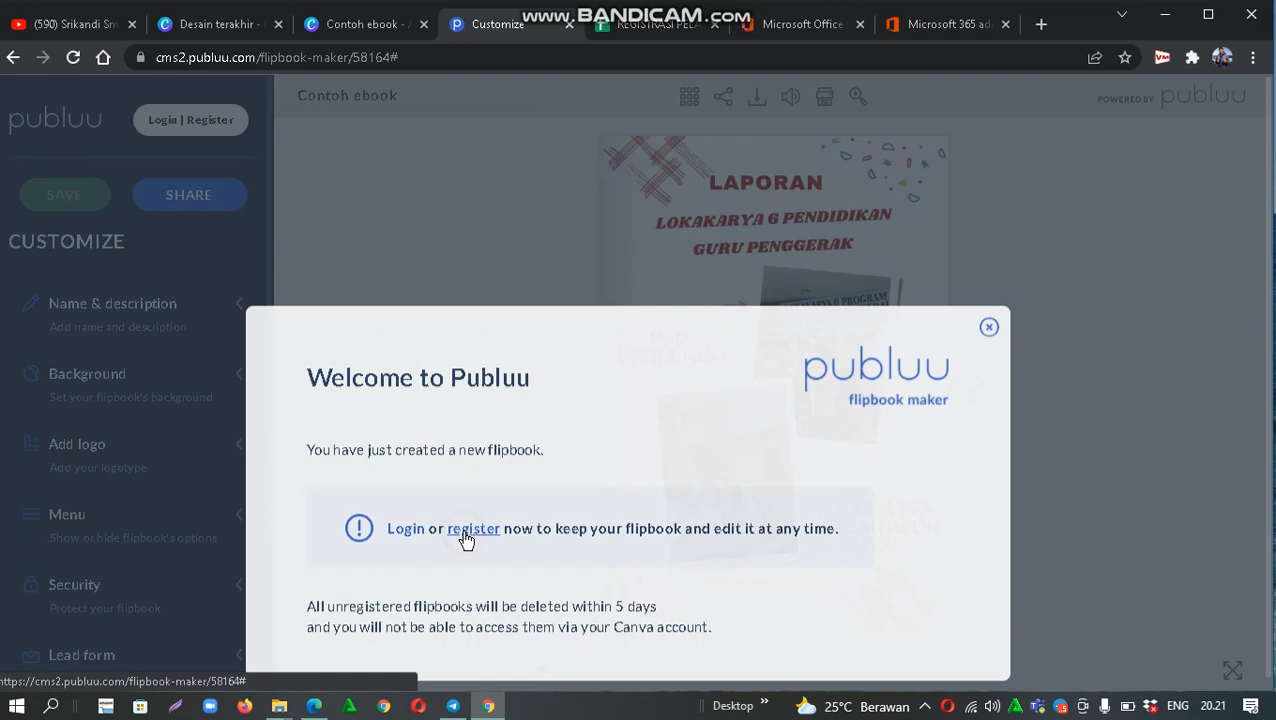 (590) Srikandi Sm
Desain terakhir -
Contoh ebook - A
Customize
REGISTRASI PELA
Microsoft Office
Microsoft 365 ad
www.BANDICAM.com
cms2.publuu.com/flipbook-maker/58164#
publuu
Login | Register
Contoh ebook
POWERED BY publuu
SAVE
SHARE
CUSTOMIZE
Name & description
Add name and description
Background
Set your flipbook's background
Add logo
Add your logotype
Menu
Show or hide flipbook's options
Security
Protect your flipbook
Lead form
LAPORAN
LOKAKARYA 6 PENDIDIKAN
GURU PENGGERAK
Welcome to Publuu
publuu
flipbook maker
You have just created a new flipbook.
Login or register now to keep your flipbook and edit it at any time.
All unregistered flipbooks will be deleted within 5 days
and you will not be able to access them via your Canva account.
https://cms2.publuu.com/flipbook-maker/58164#
Desktop
25°C Berawan
ENG
20.21